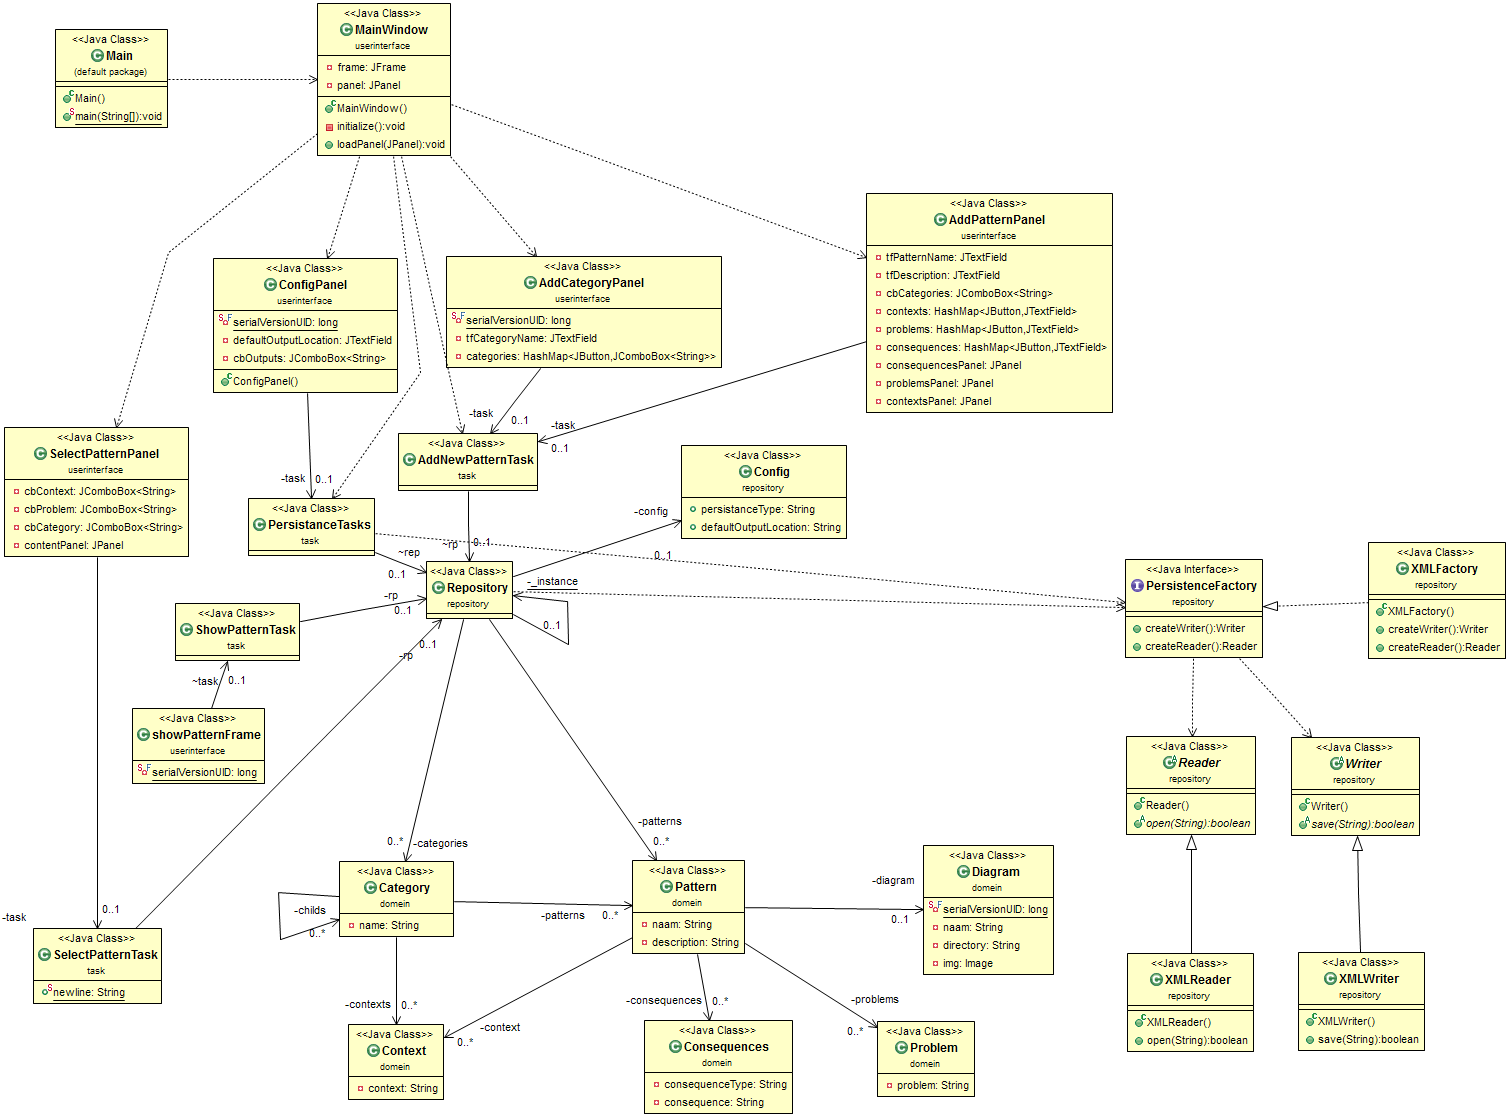 <<Java Class>>
MainWindow
userinterface
frame: JFrame
panel: JPanel
MainWindow()
initialize():void
loadPanel(JPanel):void
<<Java Class>>
Main
(default package)
Main()
main(String[]):void
<<Java Class>>
AddPatternPanel
userinterface
tfPatternName: JTextField
tfDescription: JTextField
cbCategories: JComboBox<String>
contexts: HashMap<JButton,JTextField>
problems: HashMap<JButton,JTextField>
consequences: HashMap<JButton,JTextField>
consequencesPanel: JPanel
problemsPanel: JPanel
contextsPanel: JPanel
<<Java Class>>
ConfigPanel
userinterface
serialVersionUID: long
defaultOutputLocation: JTextField
cbOutputs: JComboBox<String>
ConfigPanel()
<<Java Class>>
AddCategoryPanel
userinterface
serialVersionUID: long
tfCategoryName: JTextField
categories: HashMap<JButton,JComboBox<String>>
-task
0..1
-task
0..1
-task
0..1
<<Java Class>>
SelectPatternPanel
userinterface
cbContext: JComboBox<String>
cbProblem: JComboBox<String>
cbCategory: JComboBox<String>
contentPanel: JPanel
<<Java Class>>
AddNewPatternTask
task
<<Java Class>>
Config
repository
persistanceType: String
defaultOutputLocation: String
<<Java Class>>
PersistanceTasks
task
-config
0..1
~rp
0..1
~rep
0..1
<<Java Class>>
Repository
repository
-_instance
0..1
<<Java Interface>>
PersistenceFactory
repository
createWriter():Writer
createReader():Reader
<<Java Class>>
XMLFactory
repository
XMLFactory()
createWriter():Writer
createReader():Reader
<<Java Class>>
ShowPatternTask
task
-rp
0..1
-rp
0..1
~task
0..1
<<Java Class>>
showPatternFrame
userinterface
serialVersionUID: long
<<Java Class>>
Reader
repository
Reader()
open(String):boolean
<<Java Class>>
Writer
repository
Writer()
save(String):boolean
0..*
-categories
-patterns
0..*
<<Java Class>>
Category
domein
name: String
-childs
0..*
-patterns
0..*
<<Java Class>>
Pattern
domein
naam: String
description: String
-diagram
0..1
<<Java Class>>
Diagram
domein
serialVersionUID: long
naam: String
directory: String
img: Image
-task
0..1
<<Java Class>>
SelectPatternTask
task
newline: String
<<Java Class>>
XMLReader
repository
XMLReader()
open(String):boolean
<<Java Class>>
XMLWriter
repository
XMLWriter()
save(String):boolean
-contexts
0..*
-context
0..*
-consequences
0..*
-problems
0..*
<<Java Class>>
Context
domein
context: String
<<Java Class>>
Consequences
domein
consequenceType: String
consequence: String
<<Java Class>>
Problem
domein
problem: String